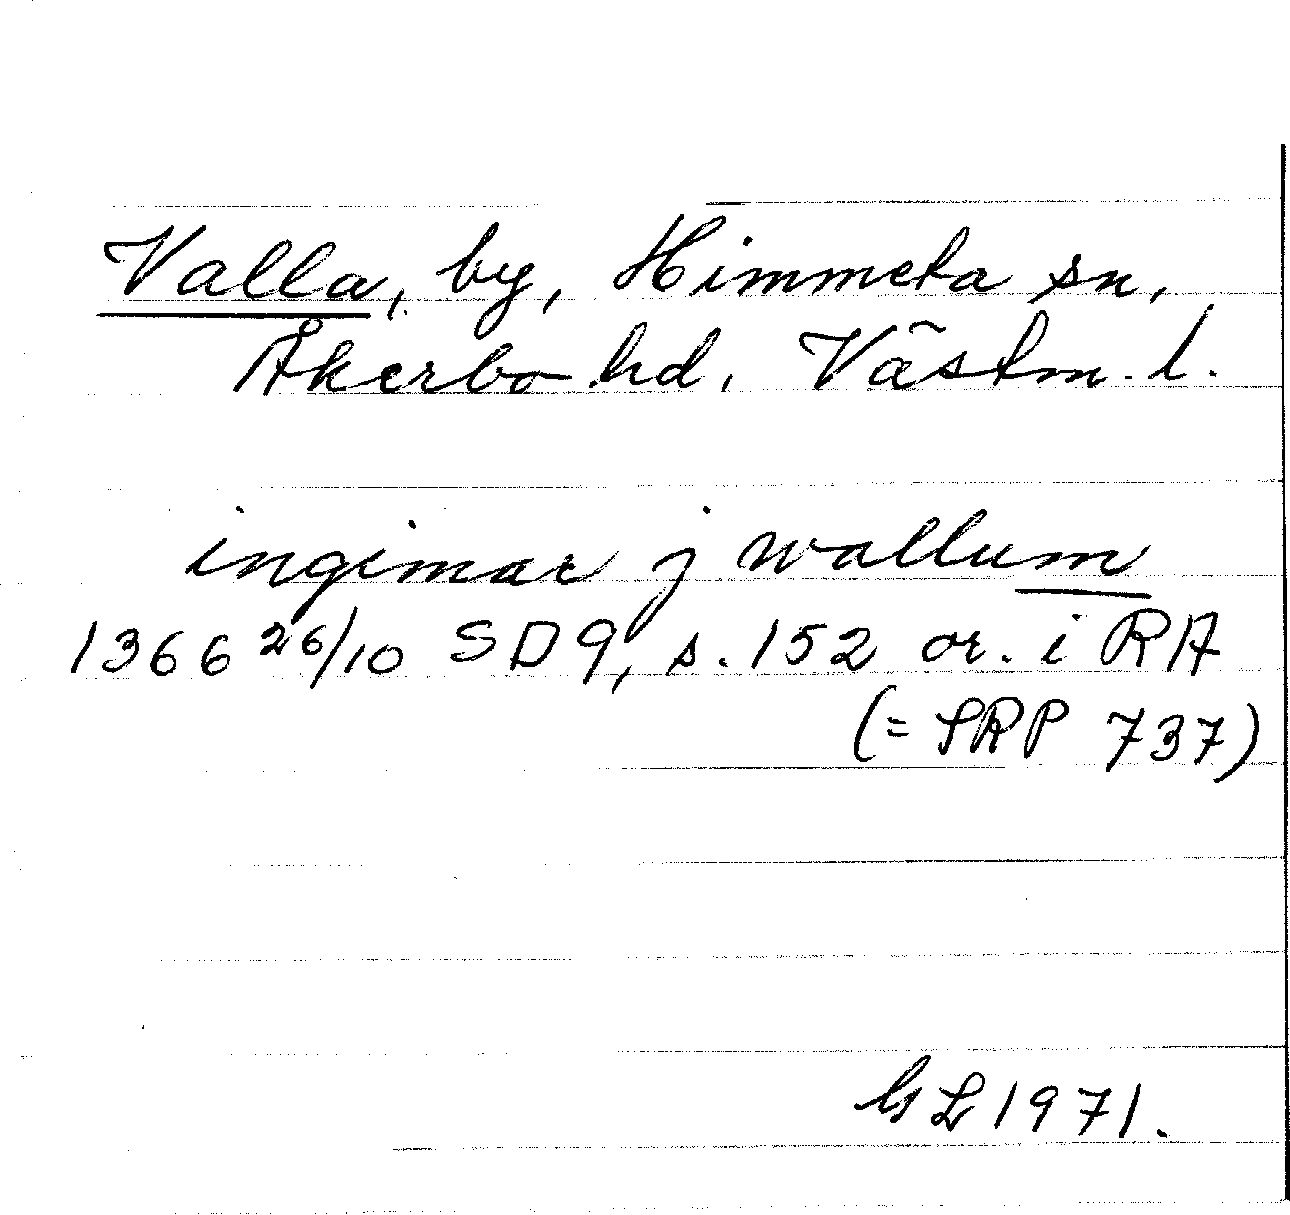 Valla, by, Himmeta sn,
Åkerbo hd, Västm. l.
ingimar j wallum
1366 26/10 SD 9, s. 152 or. i RA
(= SRP 737)
GL 1971.